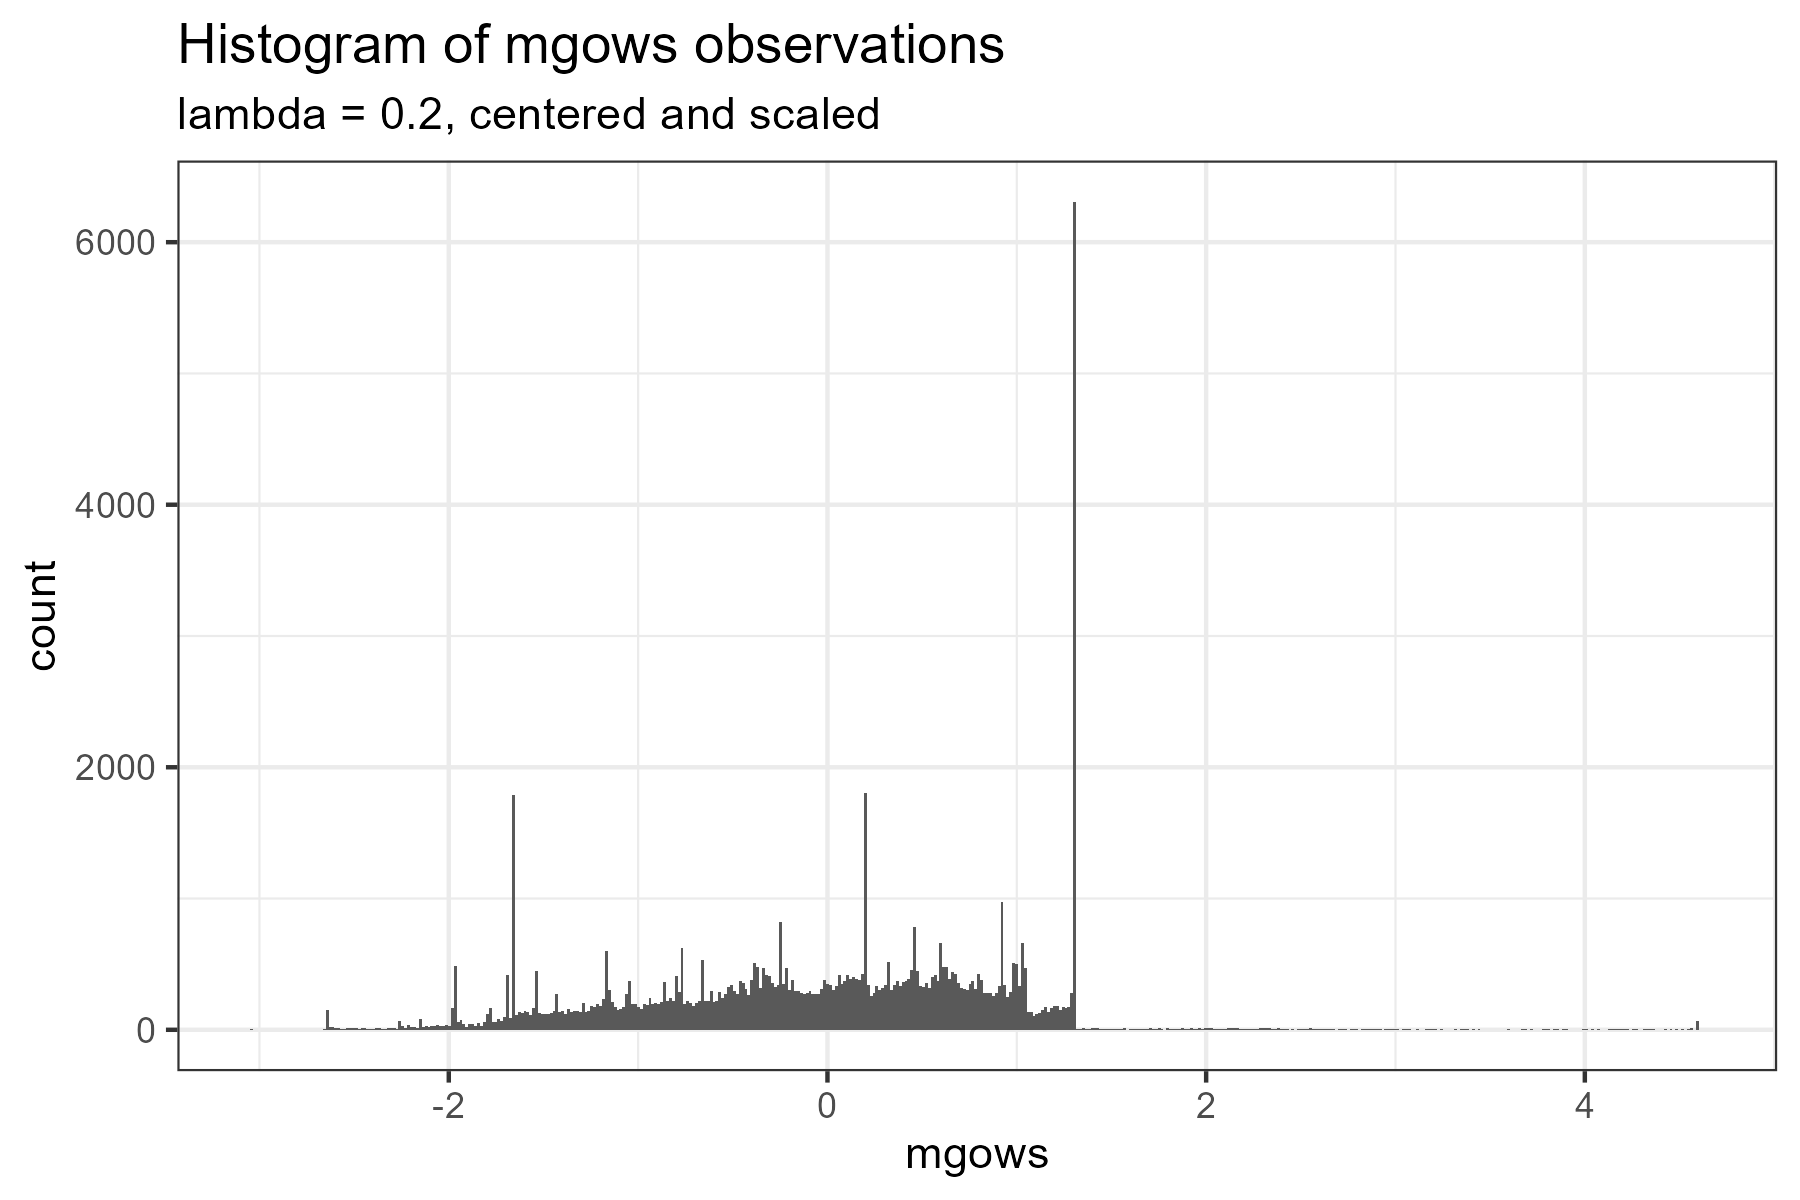 Histogram of mgows observations
lambda = 0.2, centered and scaled
6000
4000
2000
0
count
-2
0
2
4
mgows